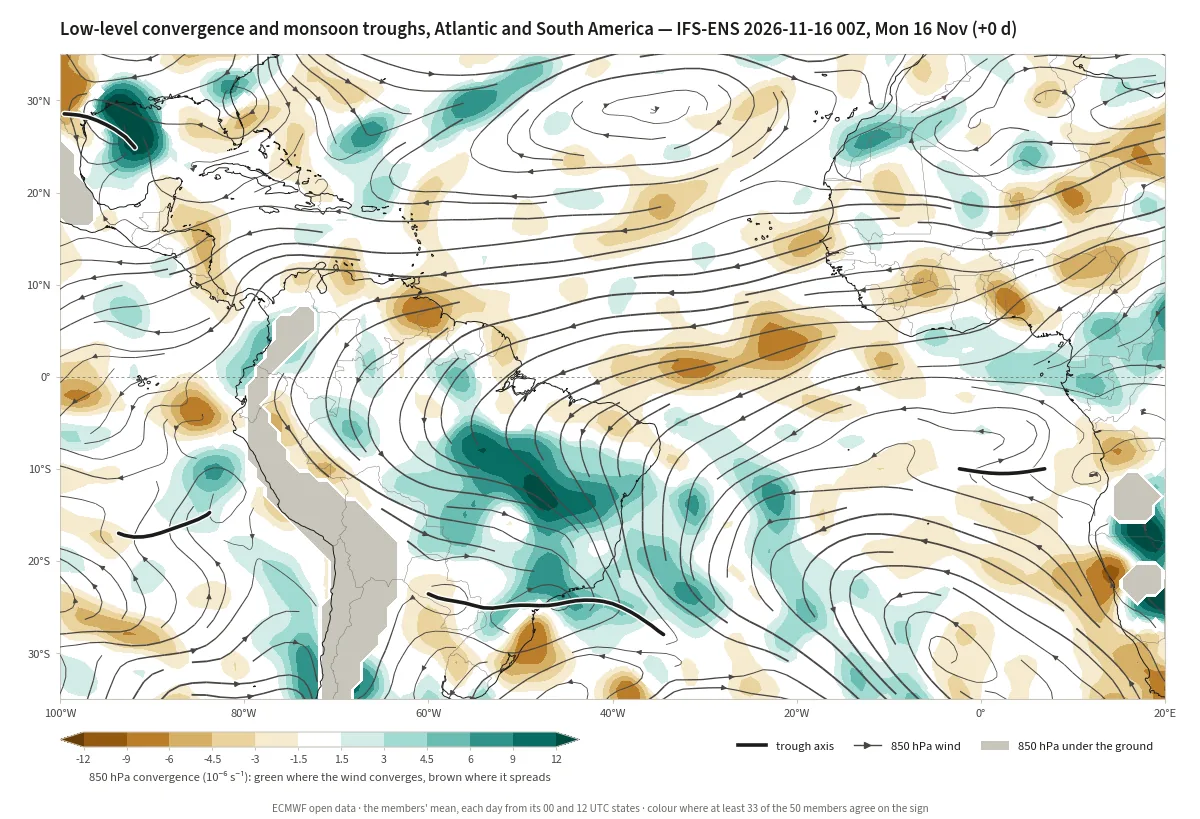 Low-level convergence and monsoon troughs, Atlantic and South America — IFS-ENS 2026-11-16 00Z, Mon 16 Nov (+0 d)
30°N
20°N
10°N
0°
10°S
20°S
30°S
100°W 80°W 60°W 40°W 20°W 0° 20°E
-12 -9 -6 -4.5 -3 -1.5 1.5 3 4.5 6 9 12
850 hPa convergence (10⁻⁶ s⁻¹): green where the wind converges, brown where it spreads
trough axis 850 hPa wind 850 hPa under the ground
ECMWF open data · the members' mean, each day from its 00 and 12 UTC states · colour where at least 33 of the 50 members agree on the sign